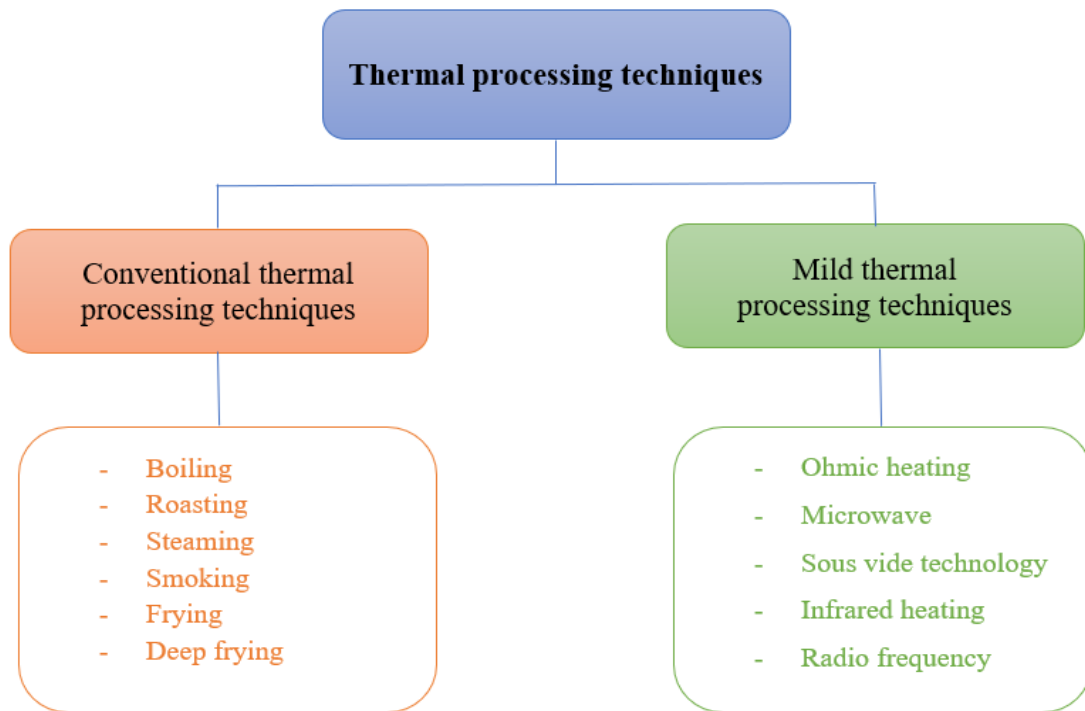 Thermal processing techniques
Conventional thermal
processing techniques
Mild thermal
processing techniques
- Boiling
- Roasting
- Steaming
- Smoking
- Frying
- Deep frying
- Ohmic heating
- Microwave
- Sous vide technology
- Infrared heating
- Radio frequency